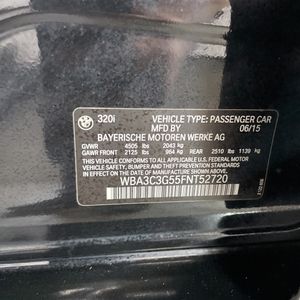 320i VEHICLE TYPE: PASSENGER CAR
MFD BY 06/15
BAYERISCHE MOTOREN WERKE AG
GVWR 4505 lbs 2043 kg
GAWR FRONT 2125 lbs 964 kg REAR 2510 lbs 1139 kg
THIS VEHICLE CONFORMS TO ALL APPLICABLE U.S. FEDERAL MOTOR
VEHICLE SAFETY, BUMPER, AND THEFT PREVENTION STANDARDS IN
EFFECT ON THE DATE OF MANUFACTURE SHOWN ABOVE.
WBA3C3G55FNT52720